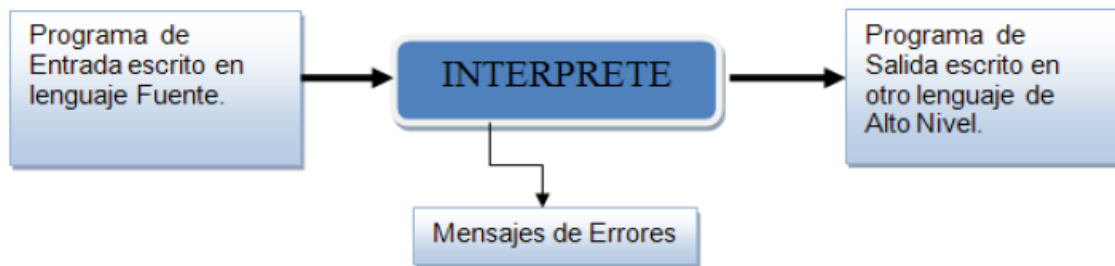 Programa de
Entrada escrito en
lenguaje Fuente.
INTERPRETE
Programa de
Salida escrito en
otro lenguaje de
Alto Nivel.
Mensajes de Errores